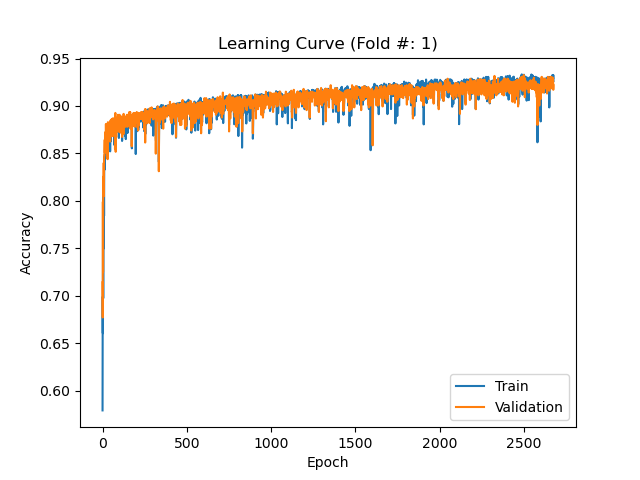 Learning Curve (Fold #: 1)
0.95
0.90
0.85
0.80
0.75
0.70
0.65
0.60
Accuracy
0 500 1000 1500 2000 2500
Epoch
Train
Validation